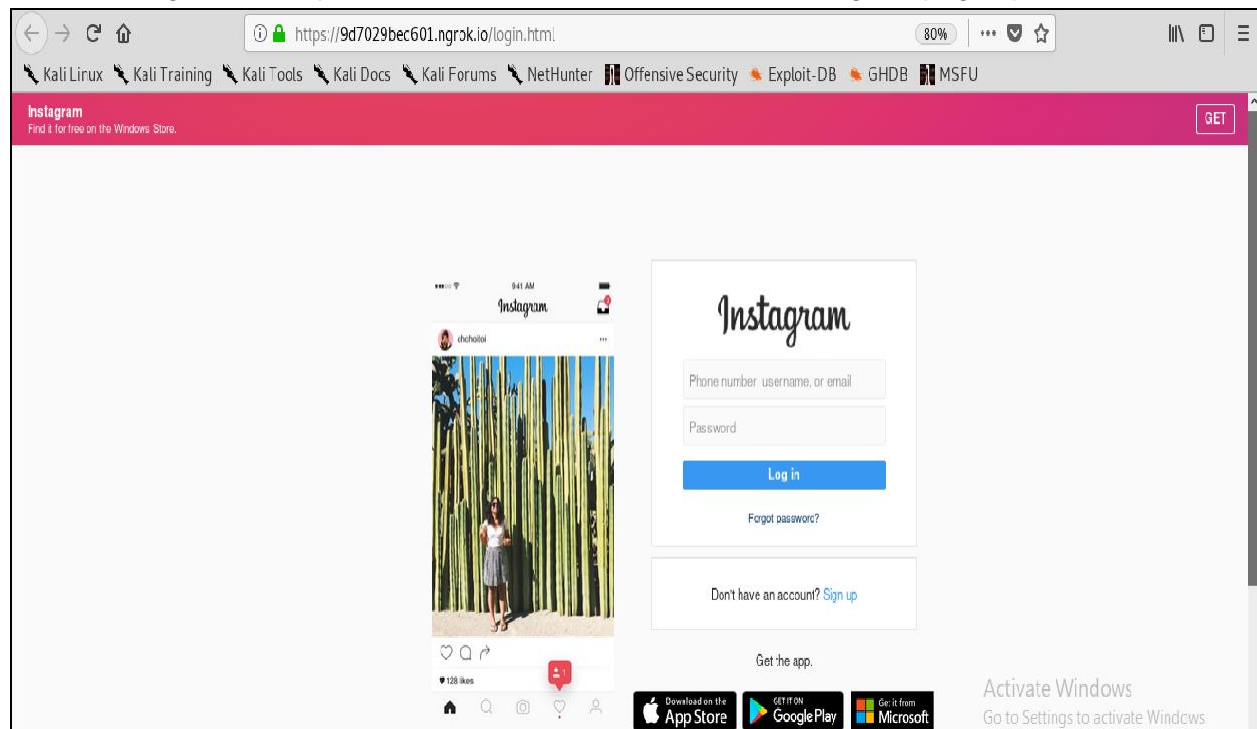 https://9d7029bec601.ngrok.io/login.html
80%
Kali Linux Kali Training Kali Tools Kali Docs Kali Forums NetHunter Offensive Security Exploit-DB GHDB MSFU
Instagram
Find it for free on the Windows Store.
GET
9:41 AM
Instagram
chohoitoi
128 likes
1
Instagram
Phone number, username, or email
Password
Log in
Forgot password?
Don't have an account? Sign up
Get the app.
Download on the
App Store
GET IT ON
Google Play
Get it from
Microsoft
Activate Windows
Go to Settings to activate Windows